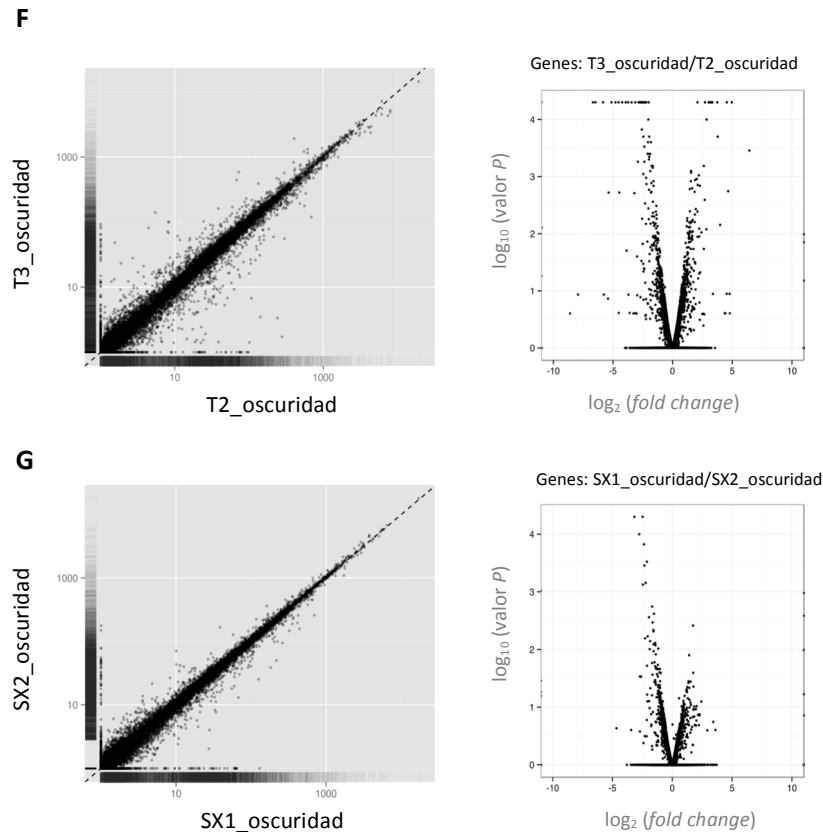 F
T3_oscuridad
1000
10
10
1000
T2_oscuridad
Genes: T3_oscuridad/T2_oscuridad
log₁₀ (valor P)
4
3
2
1
0
-10
-5
0
5
10
log₂ (fold change)
G
SX2_oscuridad
1000
10
10
1000
SX1_oscuridad
Genes: SX1_oscuridad/SX2_oscuridad
log₁₀ (valor P)
4
3
2
1
0
-10
-5
0
5
10
log₂ (fold change)